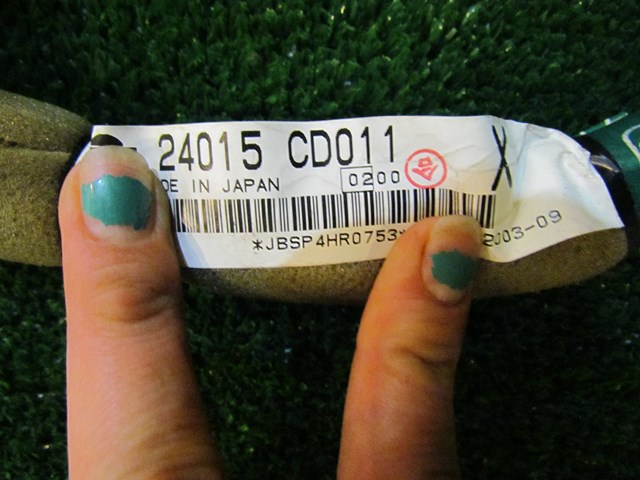 24015 CD011 X
DE IN JAPAN 0200
*JBSP4HR0753* 2J03-09